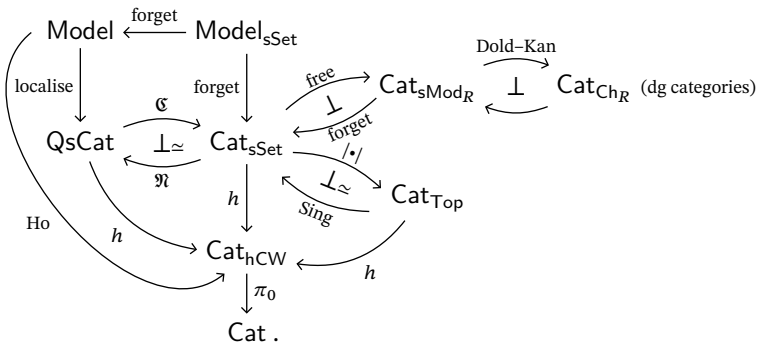 forget
Model Model_sSet
Dold–Kan
localise forget free Cat_sMod_R ⊥ Cat_Ch_R (dg categories)
ℭ ⊥
QsCat ⊥≃ Cat_sSet forget
𝔑 |•|
⊥≃
h Sing Cat_Top
Ho h
Cat_hCW h
π₀
Cat .